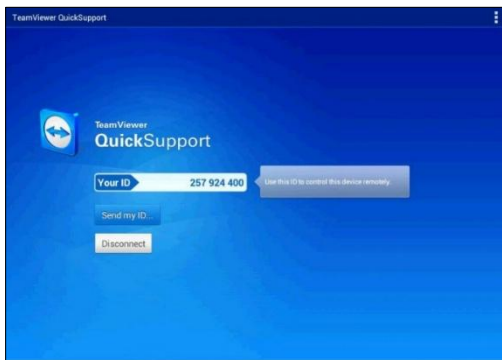 TeamViewer QuickSupport
TeamViewer
QuickSupport
Your ID 257 924 400
Use this ID to control this device remotely.
Send my ID...
Disconnect